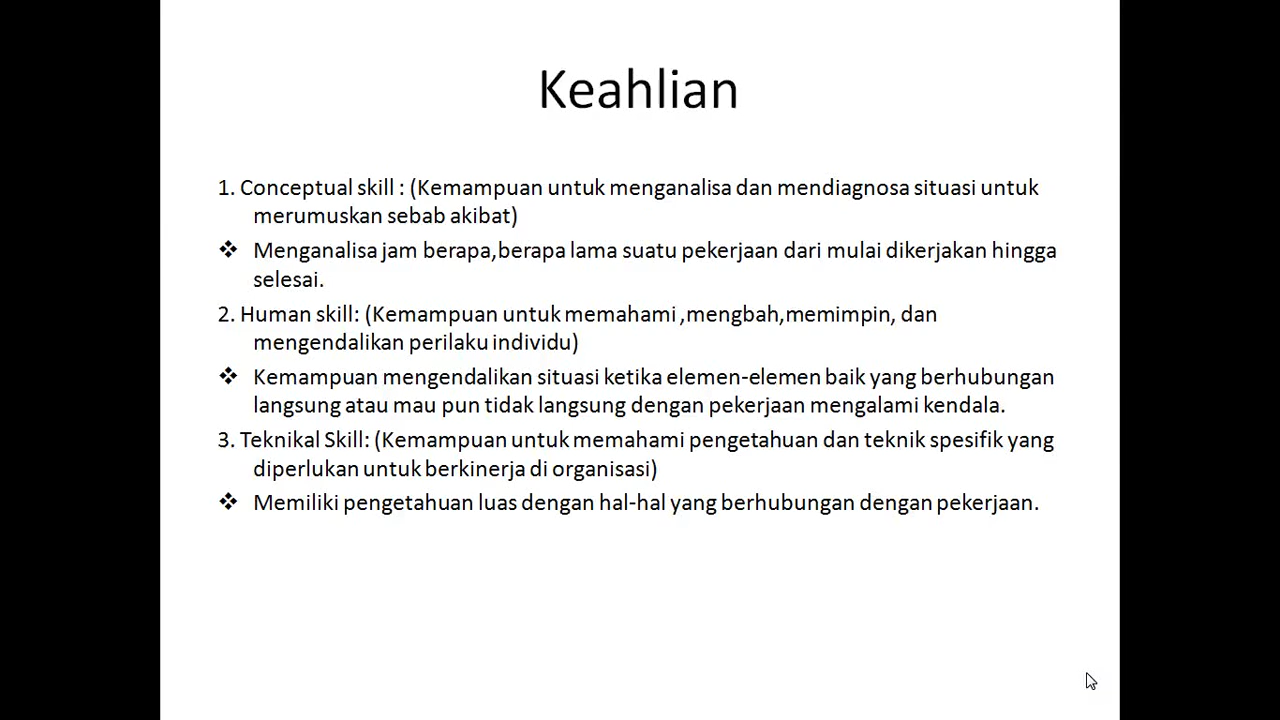 Keahlian
1. Conceptual skill : (Kemampuan untuk menganalisa dan mendiagnosa situasi untuk
merumuskan sebab akibat)
❖ Menganalisa jam berapa,berapa lama suatu pekerjaan dari mulai dikerjakan hingga
selesai.
2. Human skill: (Kemampuan untuk memahami ,mengbah,memimpin, dan
mengendalikan perilaku individu)
❖ Kemampuan mengendalikan situasi ketika elemen-elemen baik yang berhubungan
langsung atau mau pun tidak langsung dengan pekerjaan mengalami kendala.
3. Teknikal Skill: (Kemampuan untuk memahami pengetahuan dan teknik spesifik yang
diperlukan untuk berkinerja di organisasi)
❖ Memiliki pengetahuan luas dengan hal-hal yang berhubungan dengan pekerjaan.